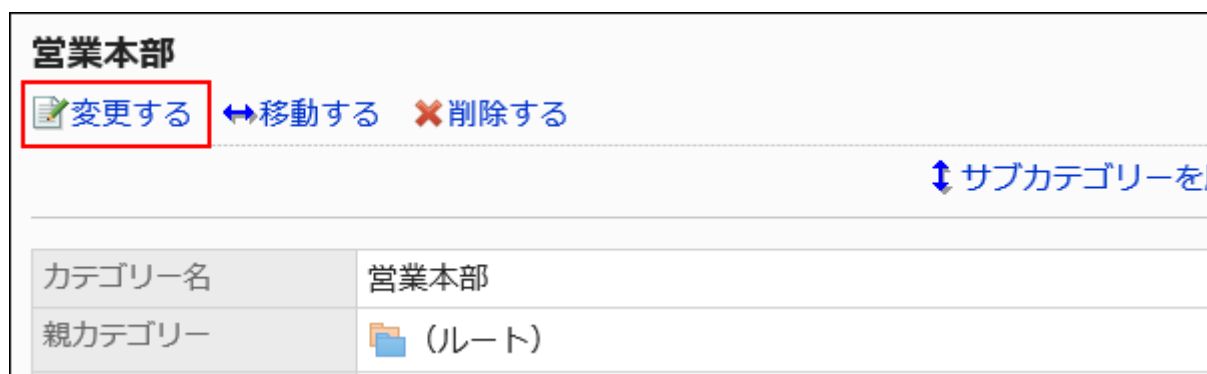 営業本部
変更する 移動する 削除する
サブカテゴリーを
カテゴリー名 営業本部
親カテゴリー (ルート)